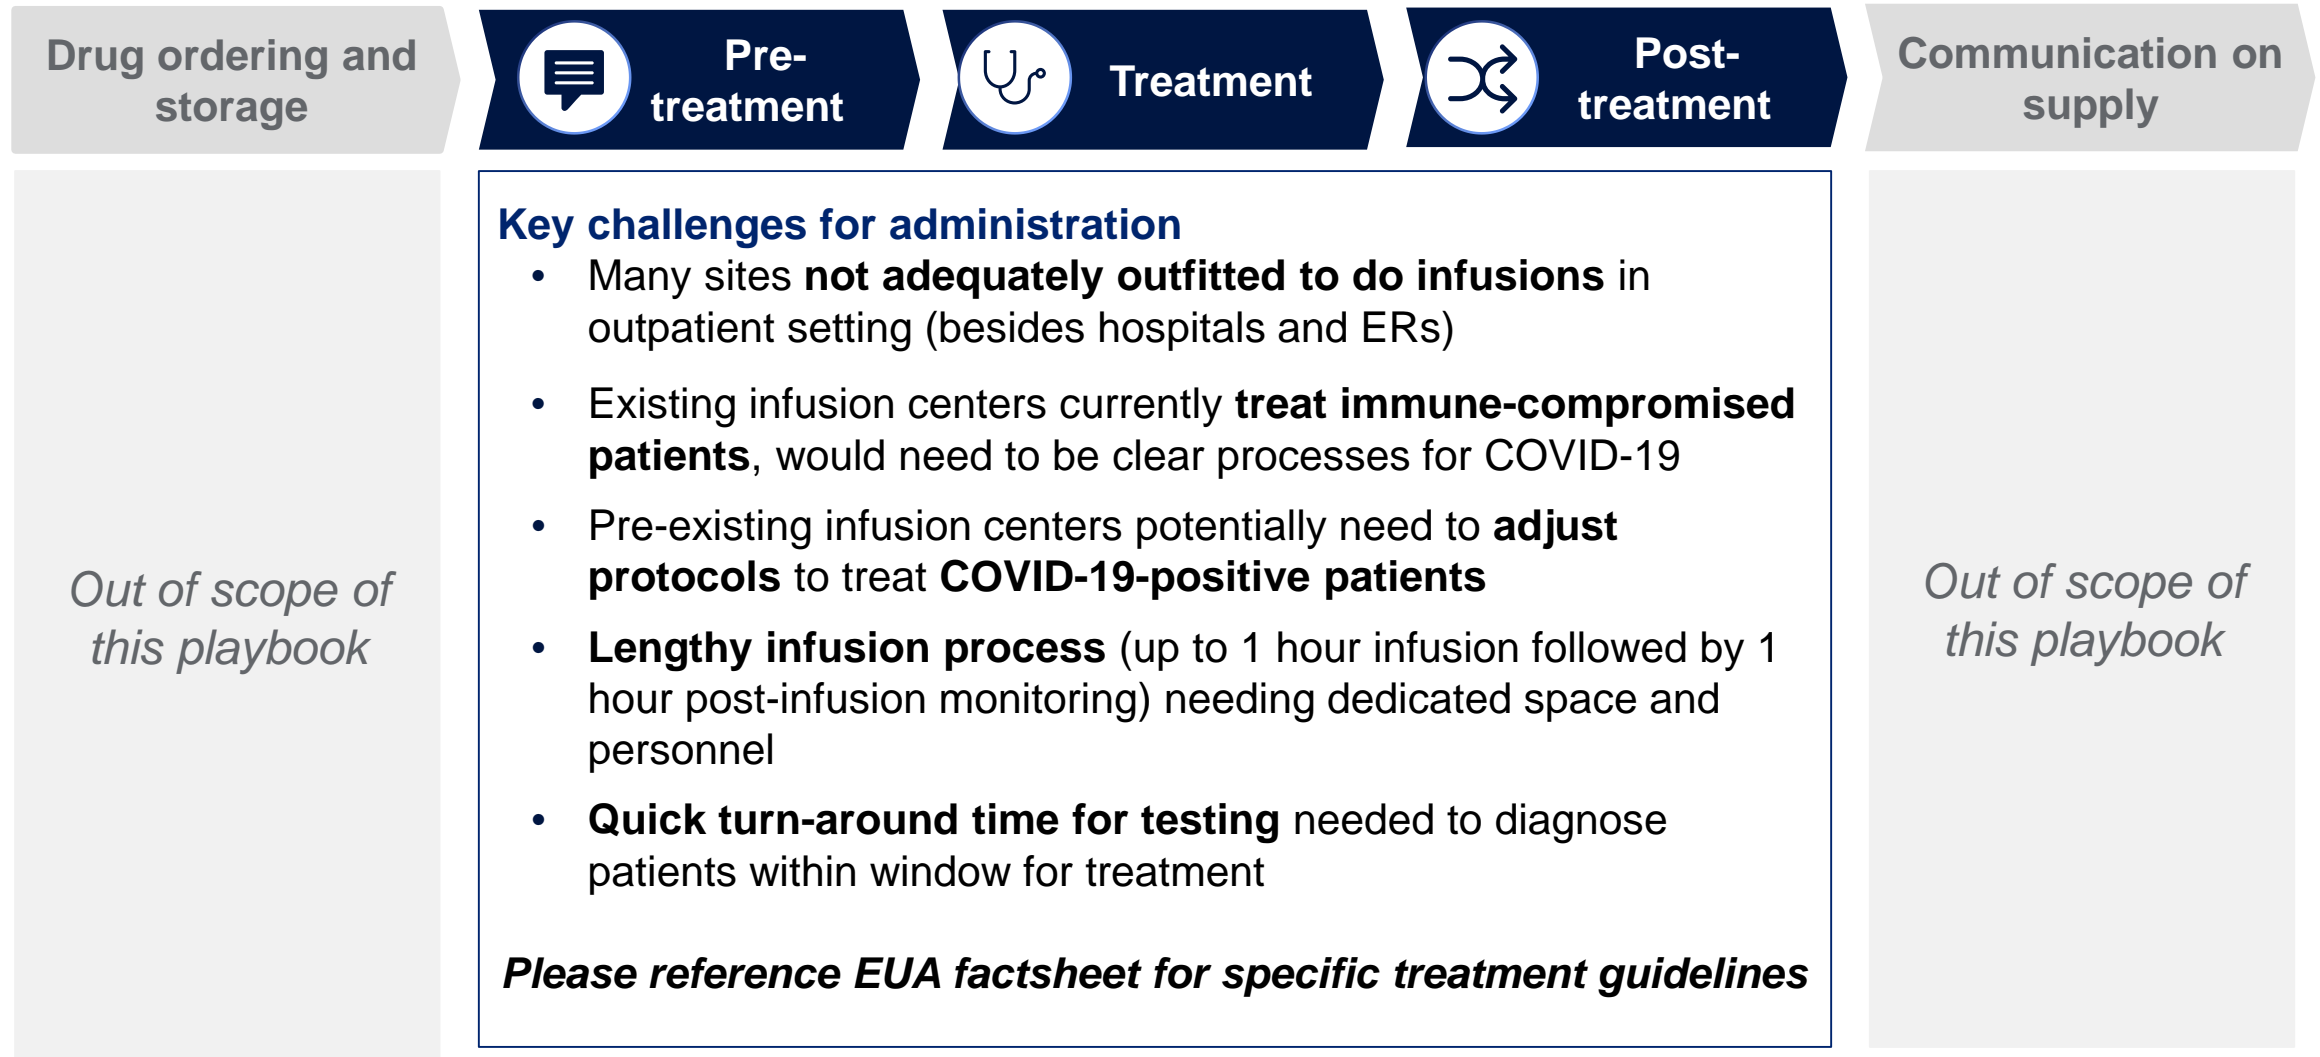 Drug ordering and
storage
Pre-
treatment
Treatment
Post-
treatment
Communication on
supply
Out of scope of
this playbook
Key challenges for administration
• Many sites not adequately outfitted to do infusions in
outpatient setting (besides hospitals and ERs)
• Existing infusion centers currently treat immune-compromised
patients, would need to be clear processes for COVID-19
• Pre-existing infusion centers potentially need to adjust
protocols to treat COVID-19-positive patients
• Lengthy infusion process (up to 1 hour infusion followed by 1
hour post-infusion monitoring) needing dedicated space and
personnel
• Quick turn-around time for testing needed to diagnose
patients within window for treatment
Please reference EUA factsheet for specific treatment guidelines
Out of scope of
this playbook